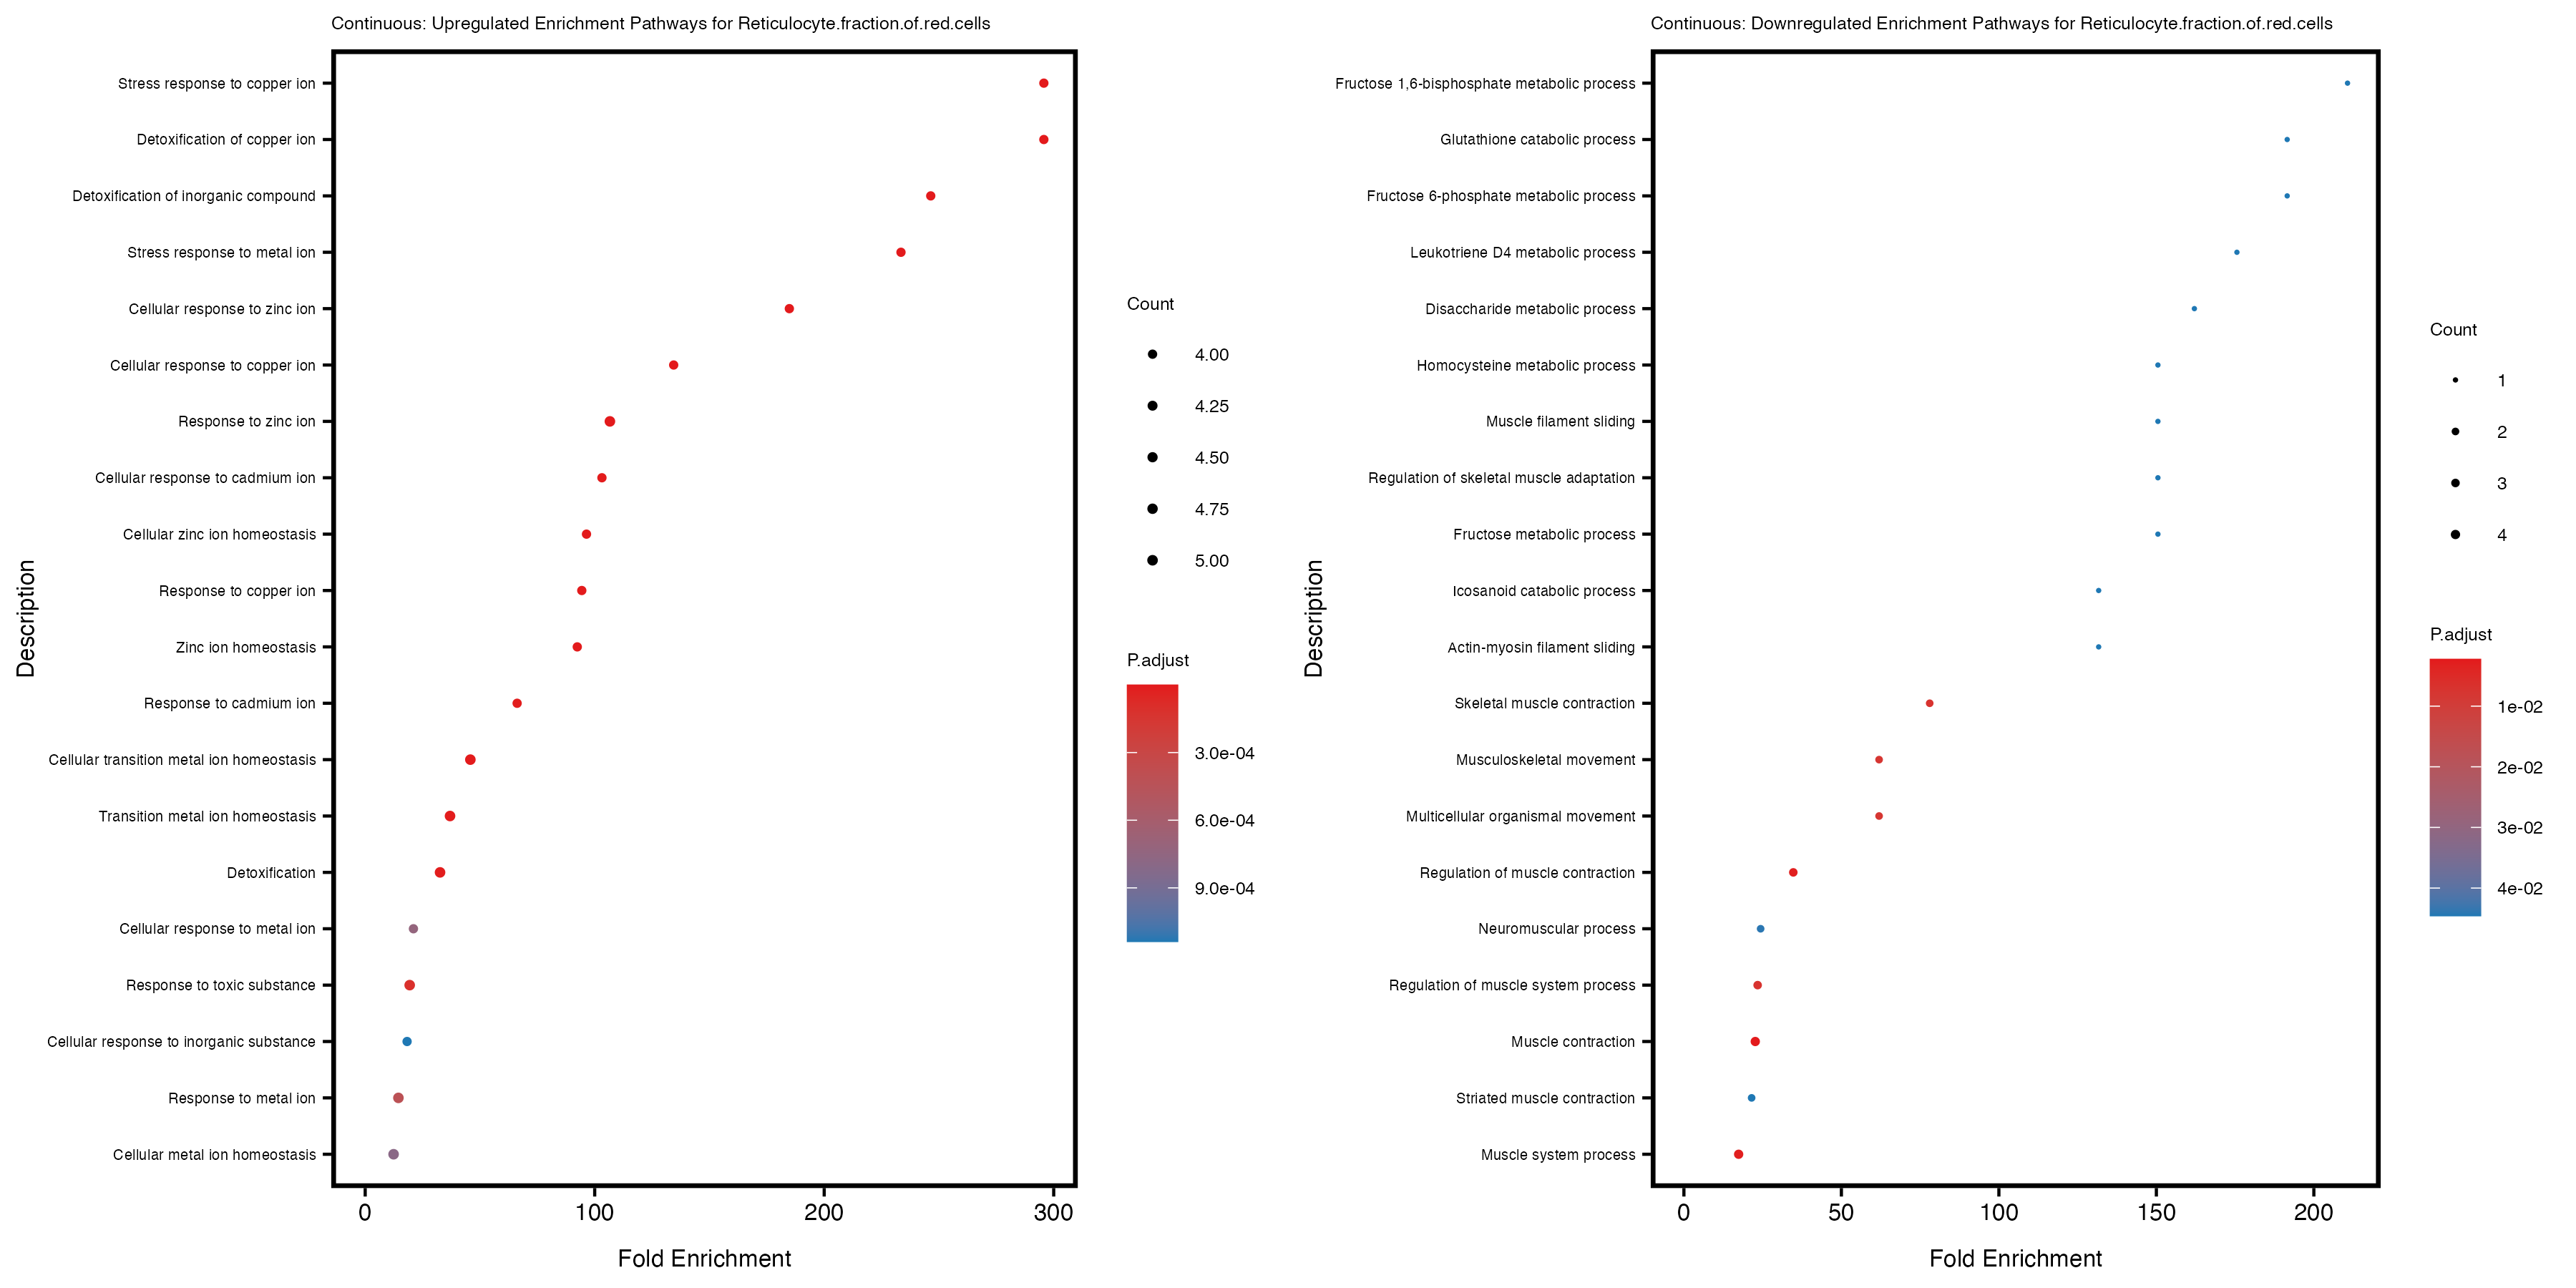 Continuous: Upregulated Enrichment Pathways for Reticulocyte.fraction.of.red.cells
Description
Stress response to copper ion
Detoxification of copper ion
Detoxification of inorganic compound
Stress response to metal ion
Cellular response to zinc ion
Cellular response to copper ion
Response to zinc ion
Cellular response to cadmium ion
Cellular zinc ion homeostasis
Response to copper ion
Zinc ion homeostasis
Response to cadmium ion
Cellular transition metal ion homeostasis
Transition metal ion homeostasis
Detoxification
Cellular response to metal ion
Response to toxic substance
Cellular response to inorganic substance
Response to metal ion
Cellular metal ion homeostasis
0 100 200 300
Fold Enrichment
Count
4.00
4.25
4.50
4.75
5.00
P.adjust
3.0e-04
6.0e-04
9.0e-04
Continuous: Downregulated Enrichment Pathways for Reticulocyte.fraction.of.red.cells
Description
Fructose 1,6-bisphosphate metabolic process
Glutathione catabolic process
Fructose 6-phosphate metabolic process
Leukotriene D4 metabolic process
Disaccharide metabolic process
Homocysteine metabolic process
Muscle filament sliding
Regulation of skeletal muscle adaptation
Fructose metabolic process
Icosanoid catabolic process
Actin-myosin filament sliding
Skeletal muscle contraction
Musculoskeletal movement
Multicellular organismal movement
Regulation of muscle contraction
Neuromuscular process
Regulation of muscle system process
Muscle contraction
Striated muscle contraction
Muscle system process
0 50 100 150 200
Fold Enrichment
Count
1
2
3
4
P.adjust
1e-02
2e-02
3e-02
4e-02